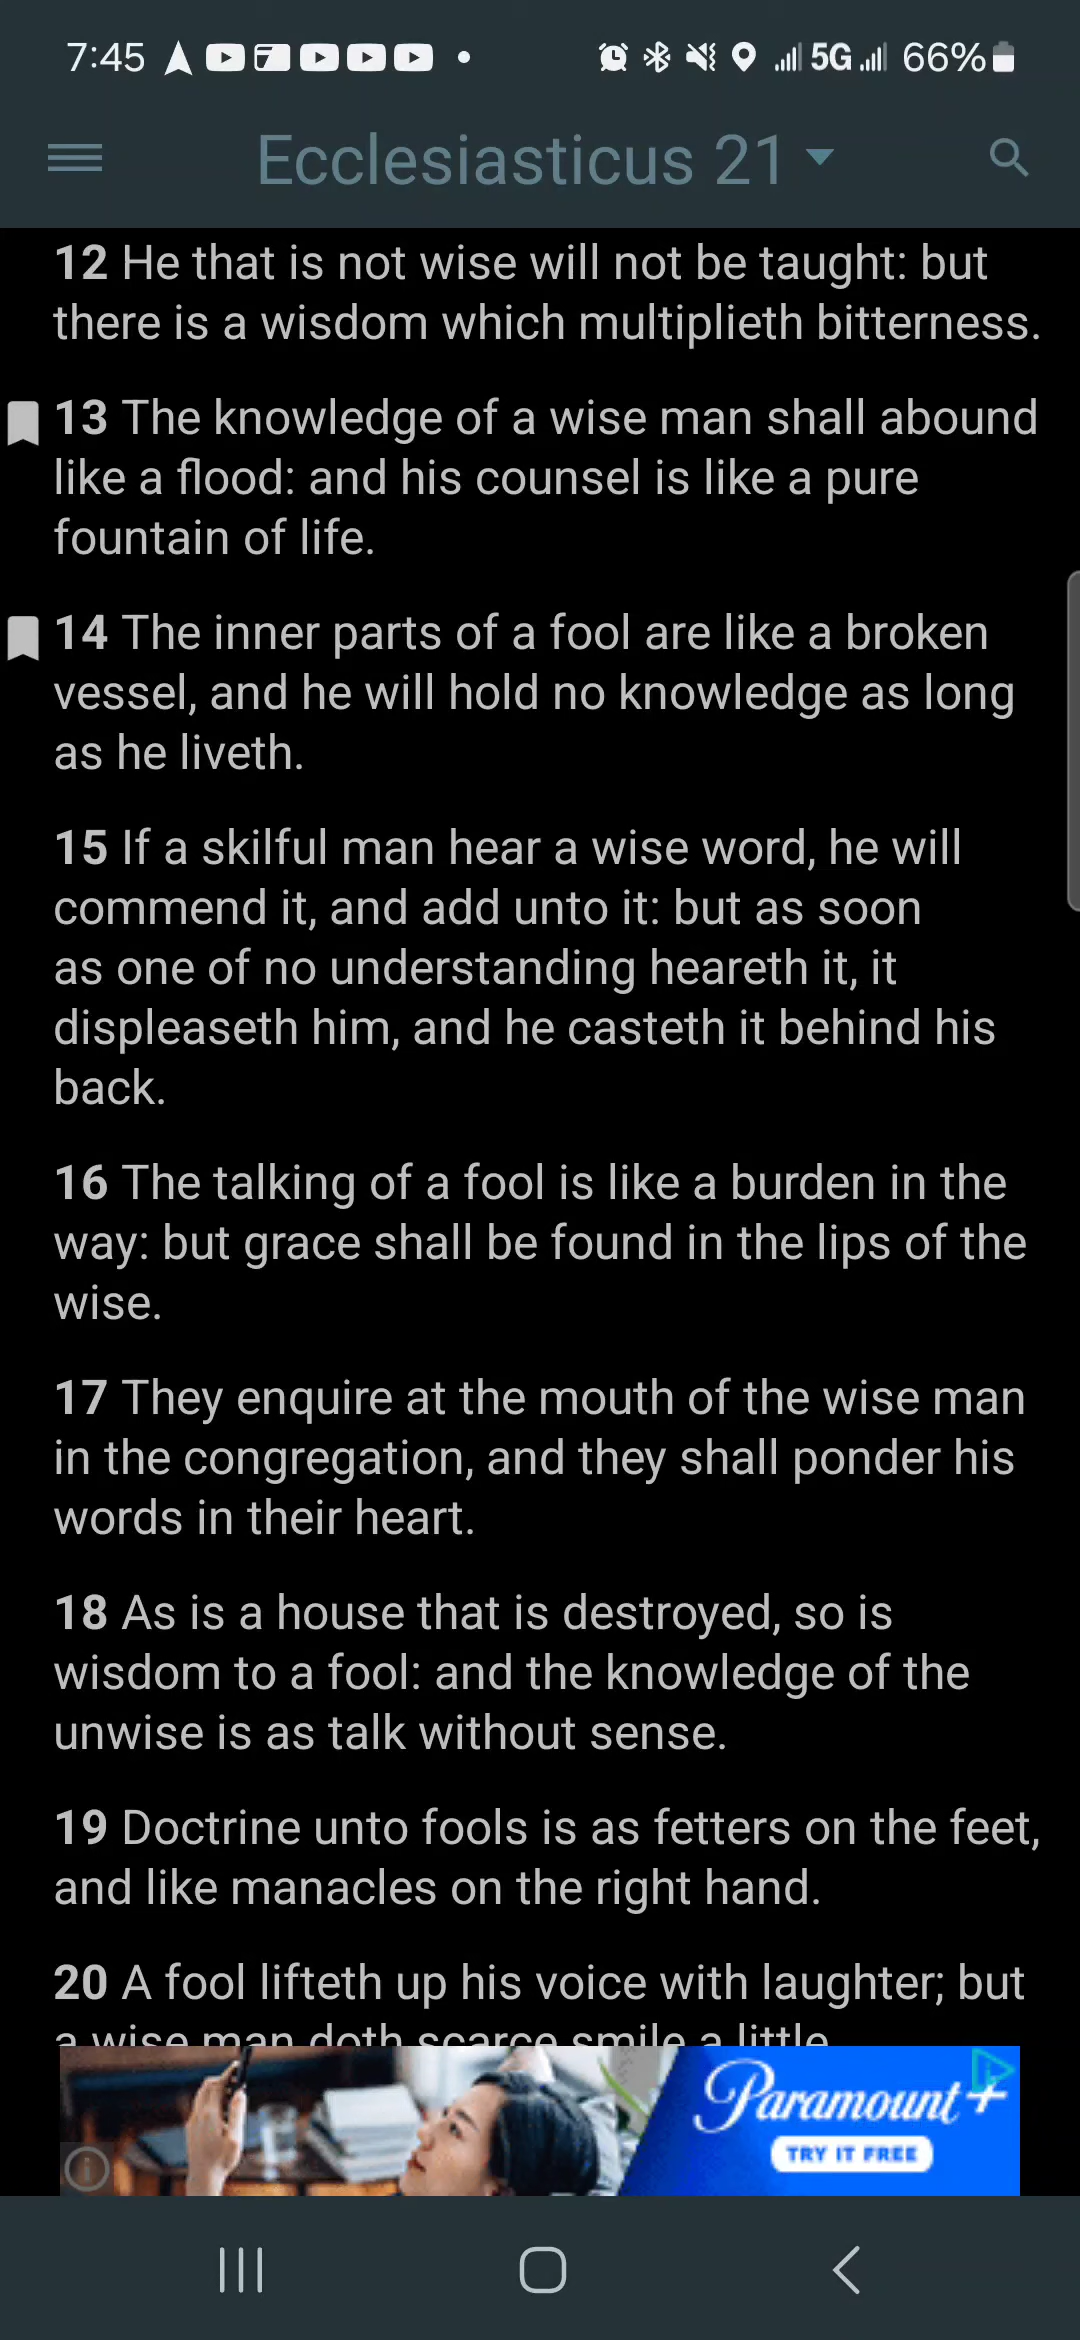 7:45 5G 66%
Ecclesiasticus 21
12 He that is not wise will not be taught: but
there is a wisdom which multiplieth bitterness.
13 The knowledge of a wise man shall abound
like a flood: and his counsel is like a pure
fountain of life.
14 The inner parts of a fool are like a broken
vessel, and he will hold no knowledge as long
as he liveth.
15 If a skilful man hear a wise word, he will
commend it, and add unto it: but as soon
as one of no understanding heareth it, it
displeaseth him, and he casteth it behind his
back.
16 The talking of a fool is like a burden in the
way: but grace shall be found in the lips of the
wise.
17 They enquire at the mouth of the wise man
in the congregation, and they shall ponder his
words in their heart.
18 As is a house that is destroyed, so is
wisdom to a fool: and the knowledge of the
unwise is as talk without sense.
19 Doctrine unto fools is as fetters on the feet,
and like manacles on the right hand.
20 A fool lifteth up his voice with laughter; but
a wise man doth scarce smile a little.
Paramount+
TRY IT FREE